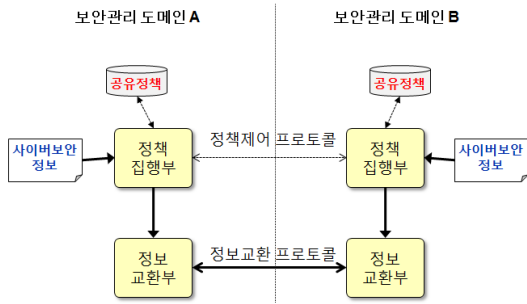 보안관리 도메인 A
보안관리 도메인 B
공유정책
공유정책
사이버보안
정보
정책
집행부
정책제어 프로토콜
정책
집행부
사이버보안
정보
정보
교환부
정보교환 프로토콜
정보
교환부